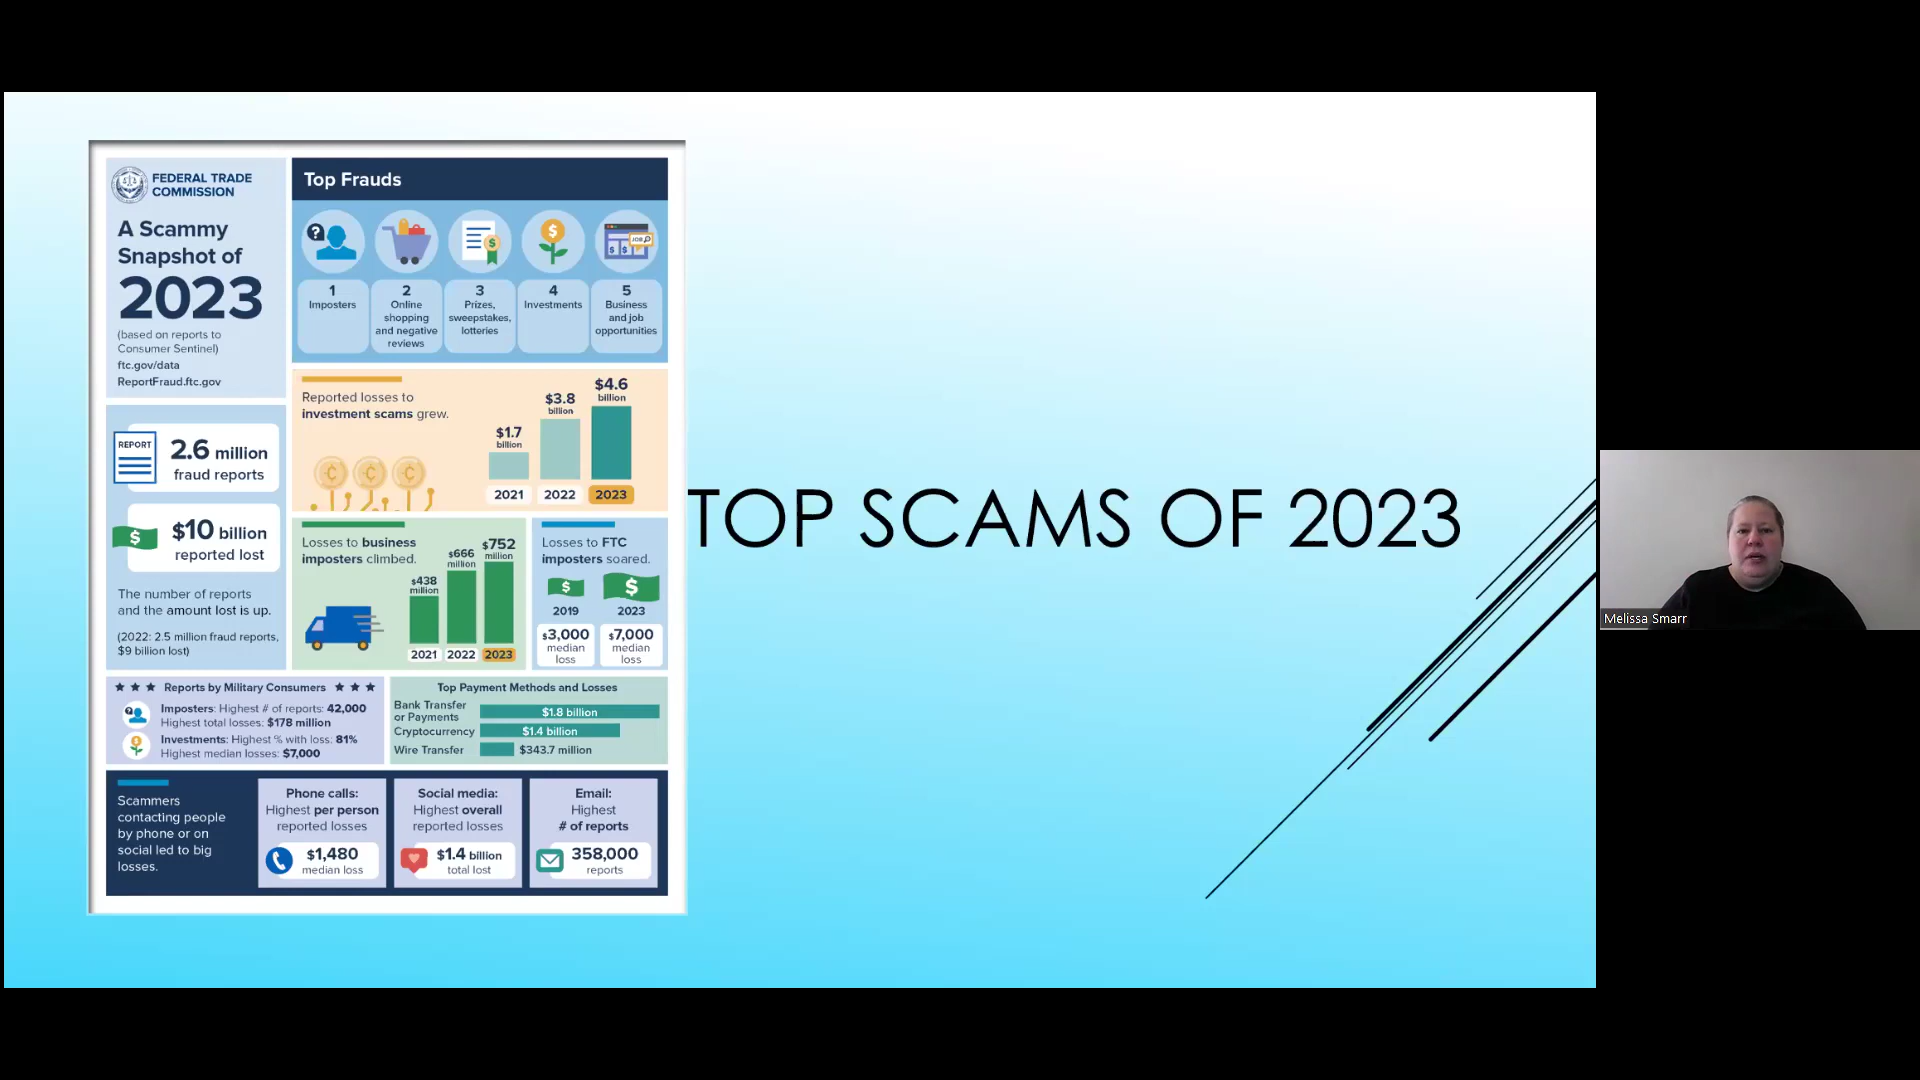 FEDERAL TRADE
COMMISSION
A Scammy
Snapshot of
2023
(based on reports to
Consumer Sentinel)
ftc.gov/data
ReportFraud.ftc.gov
Top Frauds
?
$
$
JOB
$ $
1
Imposters
2
Online
shopping
and negative
reviews
3
Prizes,
sweepstakes,
lotteries
4
Investments
5
Business
and job
opportunities
REPORT
2.6 million
fraud reports
$
$10 billion
reported lost
The number of reports
and the amount lost is up.
(2022: 2.5 million fraud reports,
$9 billion lost)
Reported losses to
investment scams grew.
$1.7
billion
2021
$3.8
billion
2022
$4.6
billion
2023
Losses to business
imposters climbed.
$438
million
2021
$666
million
2022
$752
million
2023
Losses to FTC
imposters soared.
$
2019
$3,000
median
loss
$
2023
$7,000
median
loss
Reports by Military Consumers
Imposters: Highest # of reports: 42,000
Highest total losses: $178 million
Investments: Highest % with loss: 81%
Highest median losses: $7,000
Top Payment Methods and Losses
Bank Transfer
or Payments
$1.8 billion
Cryptocurrency
$1.4 billion
Wire Transfer
$343.7 million
Scammers
contacting people
by phone or on
social led to big
losses.
Phone calls:
Highest per person
reported losses
$1,480
median loss
Social media:
Highest overall
reported losses
$1.4 billion
total lost
Email:
Highest
# of reports
358,000
reports
TOP SCAMS OF 2023
Melissa Smarr